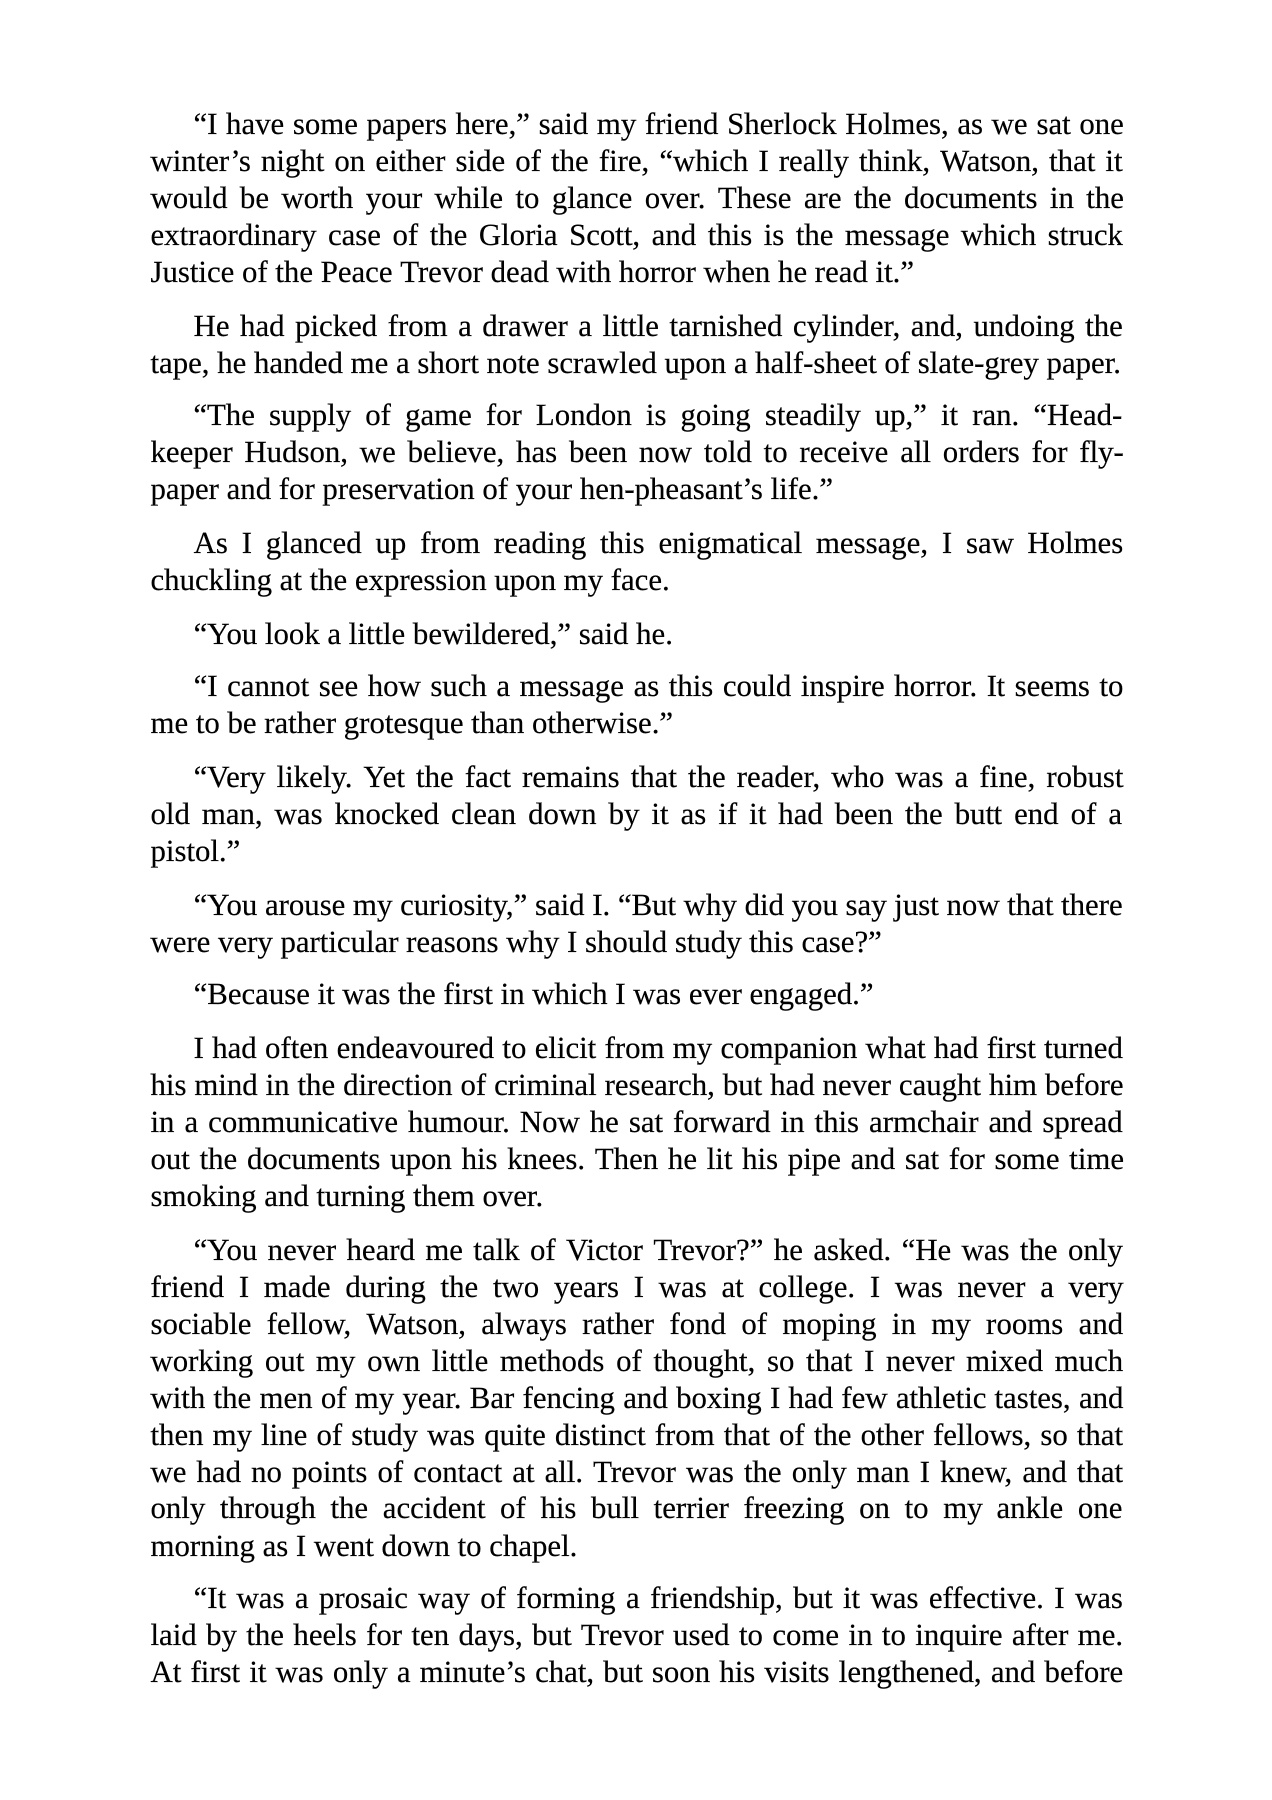 “I have some papers here,” said my friend Sherlock Holmes, as we sat one
winter’s night on either side of the fire, “which I really think, Watson, that it
would be worth your while to glance over. These are the documents in the
extraordinary case of the Gloria Scott, and this is the message which struck
Justice of the Peace Trevor dead with horror when he read it.”
He had picked from a drawer a little tarnished cylinder, and, undoing the
tape, he handed me a short note scrawled upon a half-sheet of slate-grey paper.
“The supply of game for London is going steadily up,” it ran. “Head-
keeper Hudson, we believe, has been now told to receive all orders for fly-
paper and for preservation of your hen-pheasant’s life.”
As I glanced up from reading this enigmatical message, I saw Holmes
chuckling at the expression upon my face.
“You look a little bewildered,” said he.
“I cannot see how such a message as this could inspire horror. It seems to
me to be rather grotesque than otherwise.”
“Very likely. Yet the fact remains that the reader, who was a fine, robust
old man, was knocked clean down by it as if it had been the butt end of a
pistol.”
“You arouse my curiosity,” said I. “But why did you say just now that there
were very particular reasons why I should study this case?”
“Because it was the first in which I was ever engaged.”
I had often endeavoured to elicit from my companion what had first turned
his mind in the direction of criminal research, but had never caught him before
in a communicative humour. Now he sat forward in this armchair and spread
out the documents upon his knees. Then he lit his pipe and sat for some time
smoking and turning them over.
“You never heard me talk of Victor Trevor?” he asked. “He was the only
friend I made during the two years I was at college. I was never a very
sociable fellow, Watson, always rather fond of moping in my rooms and
working out my own little methods of thought, so that I never mixed much
with the men of my year. Bar fencing and boxing I had few athletic tastes, and
then my line of study was quite distinct from that of the other fellows, so that
we had no points of contact at all. Trevor was the only man I knew, and that
only through the accident of his bull terrier freezing on to my ankle one
morning as I went down to chapel.
“It was a prosaic way of forming a friendship, but it was effective. I was
laid by the heels for ten days, but Trevor used to come in to inquire after me.
At first it was only a minute’s chat, but soon his visits lengthened, and before